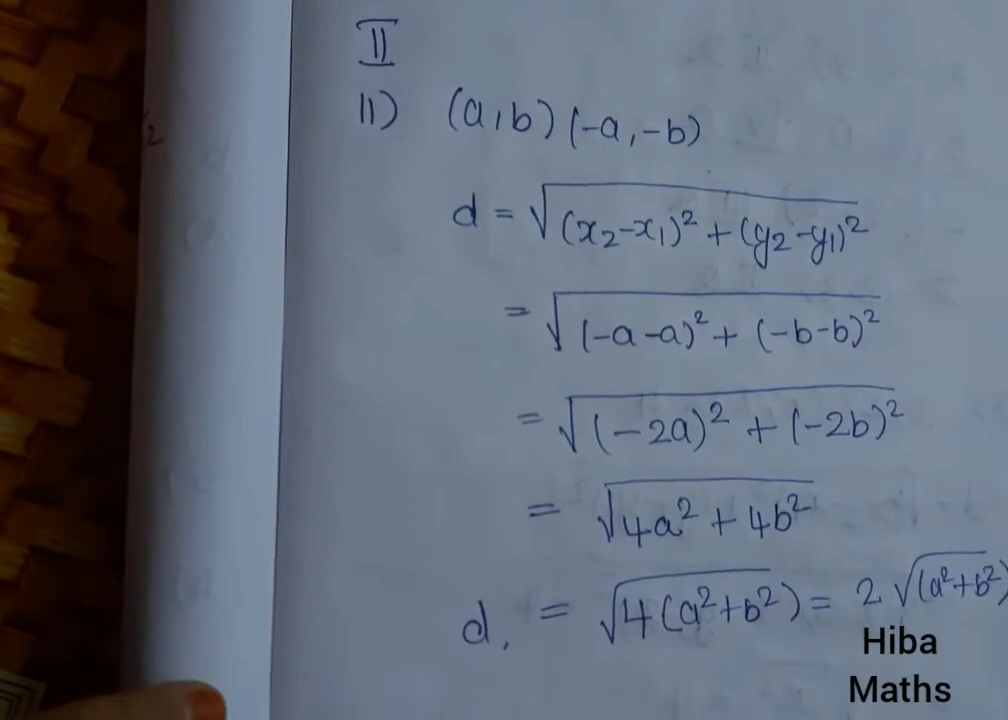 II
11) (a,b) (-a,-b)
d = √(x₂-x₁)² + (y₂-y₁)²
= √(-a-a)² + (-b-b)²
= √(-2a)² + (-2b)²
= √4a² + 4b²
d. = √4(a²+b²) = 2√(a²+b²)
Hiba
Maths